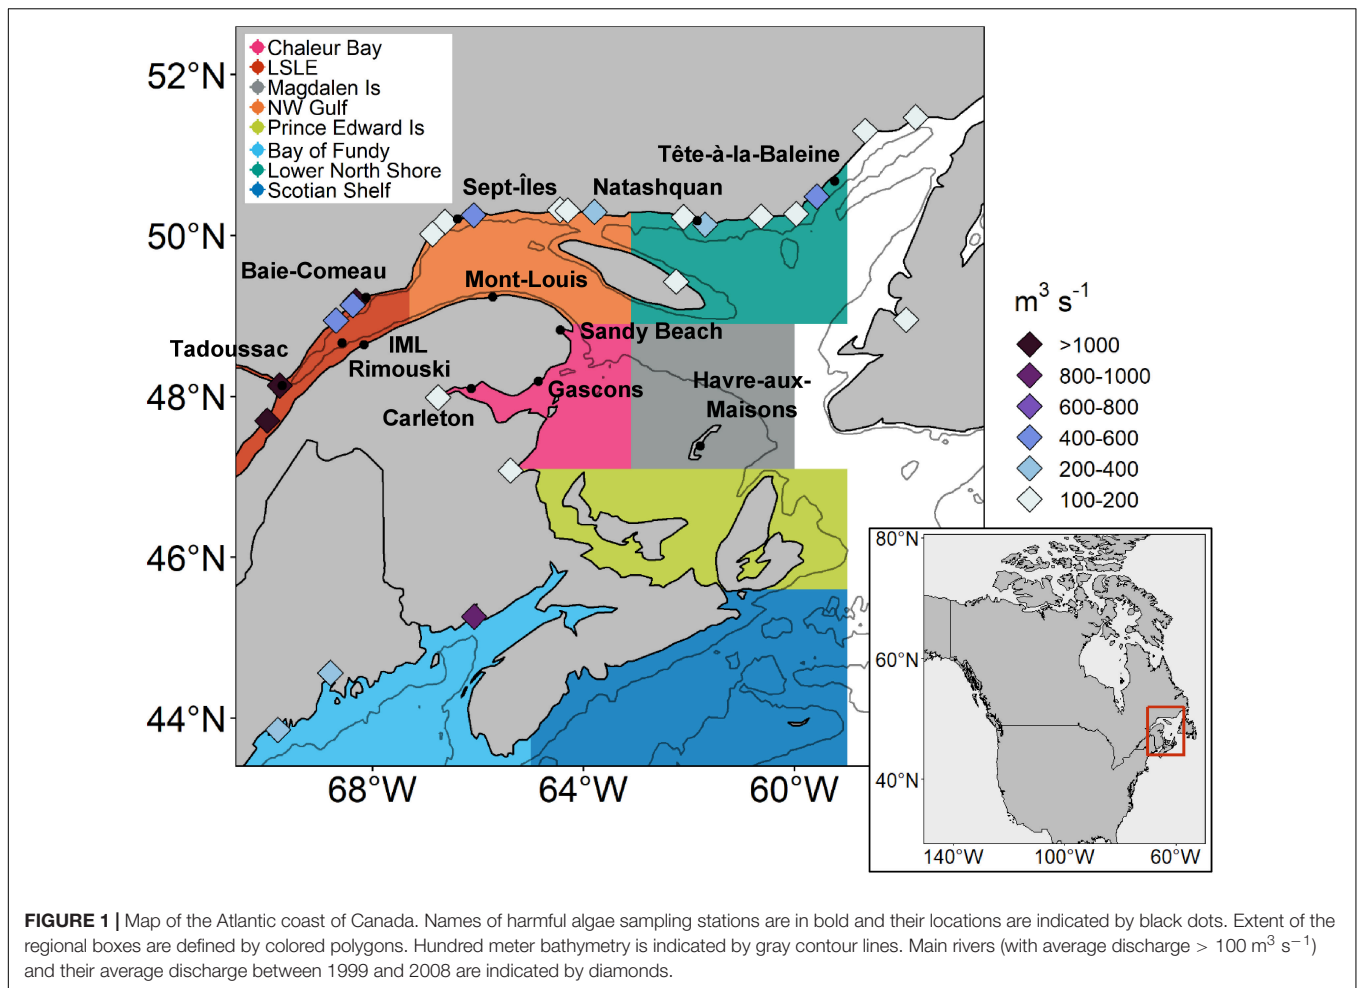 Chaleur Bay
LSLE
Magdalen Is
NW Gulf
Prince Edward Is
Bay of Fundy
Lower North Shore
Scotian Shelf
52°N
50°N
48°N
46°N
44°N
68°W
64°W
60°W
Tête-à-la-Baleine
Sept-Îles
Natashquan
Baie-Comeau
Mont-Louis
Sandy Beach
Tadoussac
IML
Rimouski
Gascons
Carleton
Havre-aux-
Maisons
m³ s⁻¹
>1000
800-1000
600-800
400-600
200-400
100-200
80°N
60°N
40°N
140°W
100°W
60°W
FIGURE 1 | Map of the Atlantic coast of Canada. Names of harmful algae sampling stations are in bold and their locations are indicated by black dots. Extent of the
regional boxes are defined by colored polygons. Hundred meter bathymetry is indicated by gray contour lines. Main rivers (with average discharge > 100 m³ s⁻¹)
and their average discharge between 1999 and 2008 are indicated by diamonds.